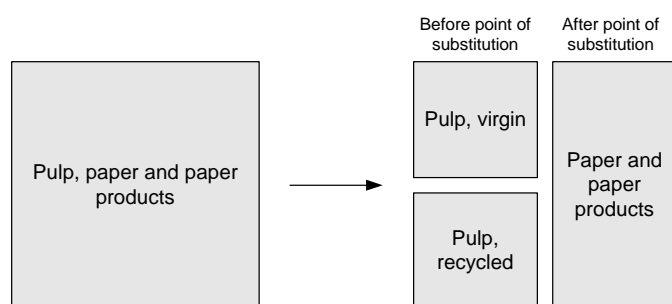 Before point of
substitution
After point of
substitution
Pulp, paper and paper
products
Pulp, virgin
Pulp,
recycled
Paper and
paper
products